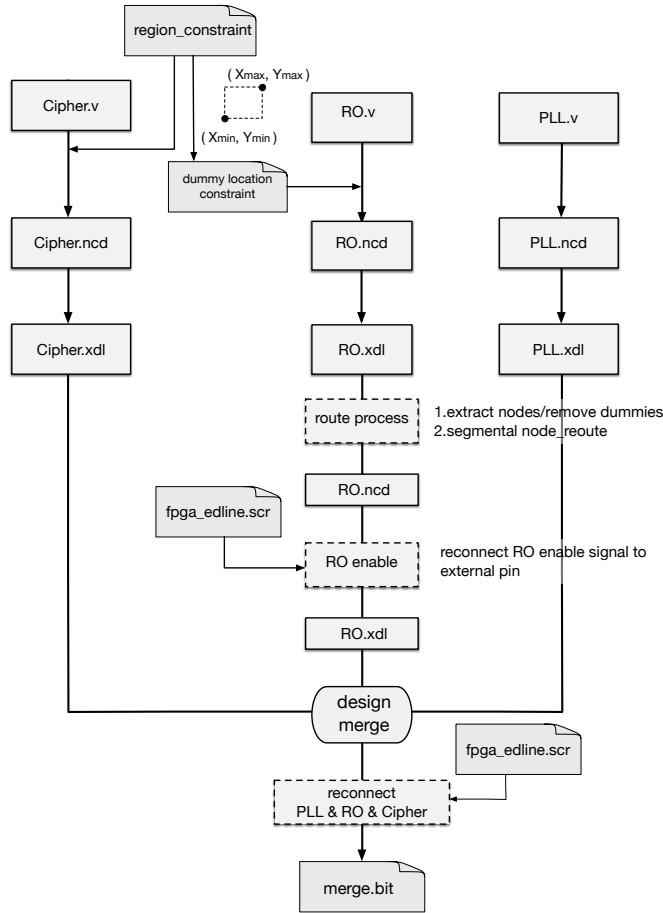 region_constraint
(Xmax, Ymax)
Cipher.v
RO.v
PLL.v
(Xmin, Ymin)
dummy location
constraint
Cipher.ncd
RO.ncd
PLL.ncd
Cipher.xdl
RO.xdl
PLL.xdl
route process
1.extract nodes/remove dummies
2.segmental node_reoute
RO.ncd
fpga_edline.scr
RO enable
reconnect RO enable signal to
external pin
RO.xdl
design
merge
fpga_edline.scr
reconnect
PLL & RO & Cipher
merge.bit